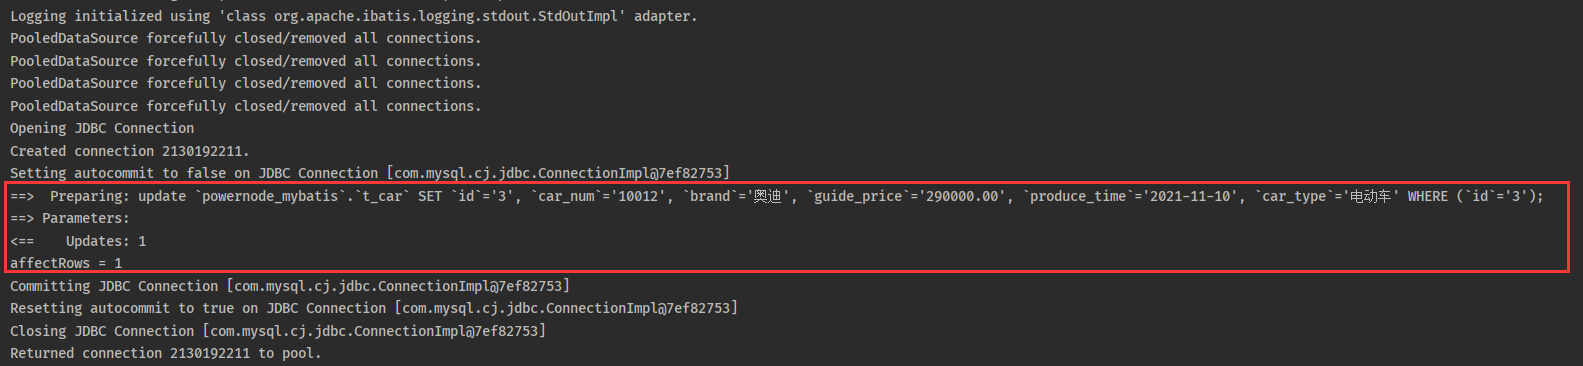 Logging initialized using 'class org.apache.ibatis.logging.stdout.StdOutImpl' adapter.
PooledDataSource forcefully closed/removed all connections.
PooledDataSource forcefully closed/removed all connections.
PooledDataSource forcefully closed/removed all connections.
PooledDataSource forcefully closed/removed all connections.
Opening JDBC Connection
Created connection 2130192211.
Setting autocommit to false on JDBC Connection [com.mysql.cj.jdbc.ConnectionImpl@7ef82753]
==>  Preparing: update `powernode_mybatis`.`t_car` SET `id`='3', `car_num`='10012', `brand`='奥迪', `guide_price`='290000.00', `produce_time`='2021-11-10', `car_type`='电动车' WHERE (`id`='3');
==> Parameters:
<==    Updates: 1
affectRows = 1
Committing JDBC Connection [com.mysql.cj.jdbc.ConnectionImpl@7ef82753]
Resetting autocommit to true on JDBC Connection [com.mysql.cj.jdbc.ConnectionImpl@7ef82753]
Closing JDBC Connection [com.mysql.cj.jdbc.ConnectionImpl@7ef82753]
Returned connection 2130192211 to pool.